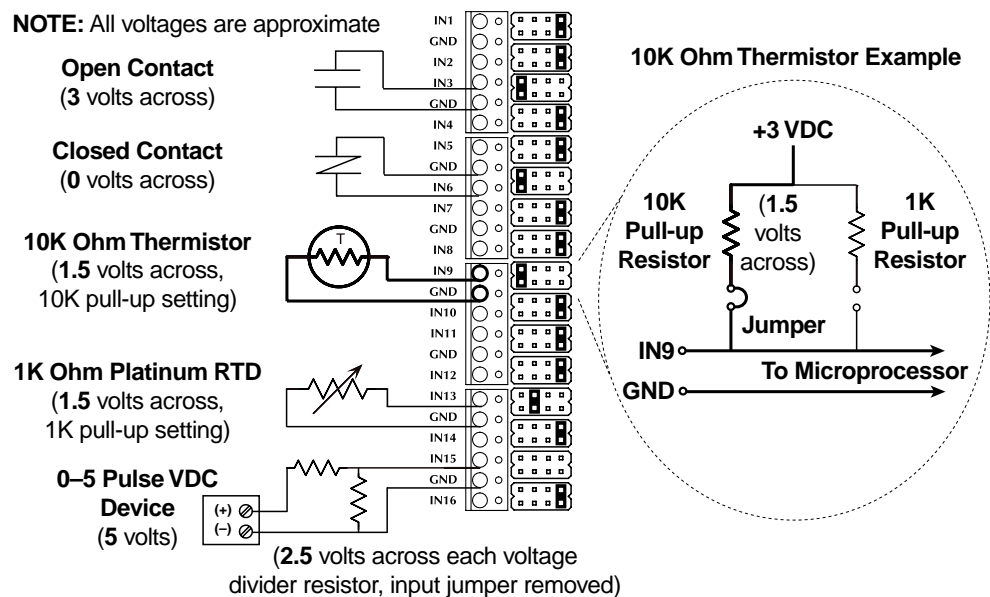 NOTE: All voltages are approximate
Open Contact
(3 volts across)
Closed Contact
(0 volts across)
10K Ohm Thermistor
(1.5 volts across,
10K pull-up setting)
1K Ohm Platinum RTD
(1.5 volts across,
1K pull-up setting)
0–5 Pulse VDC
Device
(5 volts)
(+)
(–)
(2.5 volts across each voltage
divider resistor, input jumper removed)
T
IN1
GND
IN2
IN3
GND
IN4
IN5
GND
IN6
IN7
GND
IN8
IN9
GND
IN10
IN11
GND
IN12
IN13
GND
IN14
IN15
GND
IN16
10K Ohm Thermistor Example
+3 VDC
10K
Pull-up
Resistor
(1.5
volts
across)
1K
Pull-up
Resistor
Jumper
IN9
To Microprocessor
GND